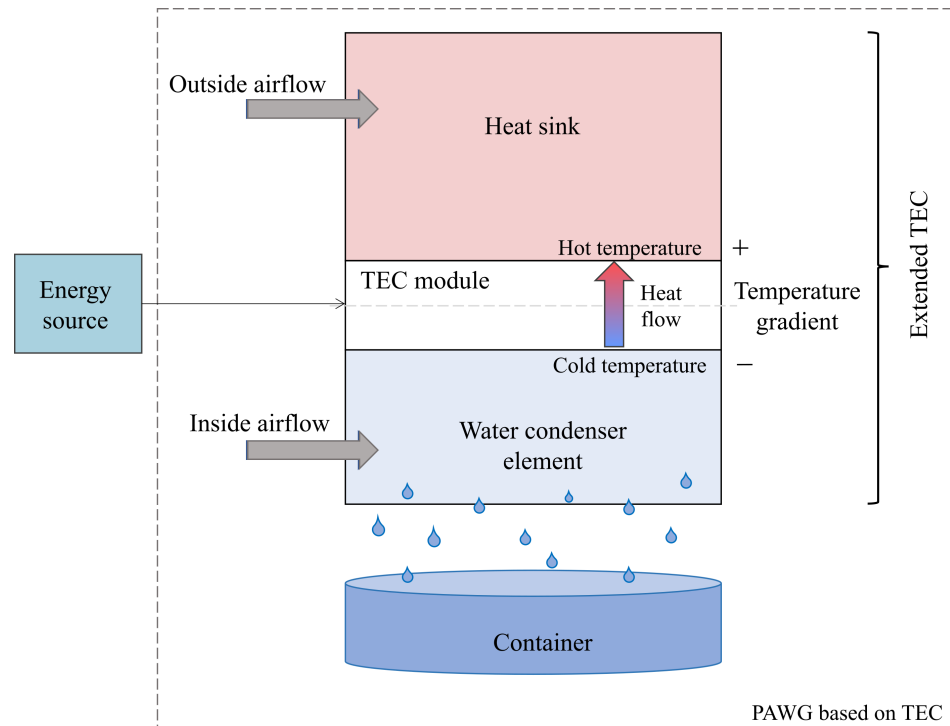 Outside airflow
Heat sink
Hot temperature
+
TEC module
Energy
source
Heat
flow
Temperature
gradient
Extended TEC
Cold temperature
−
Inside airflow
Water condenser
element
Container
PAWG based on TEC